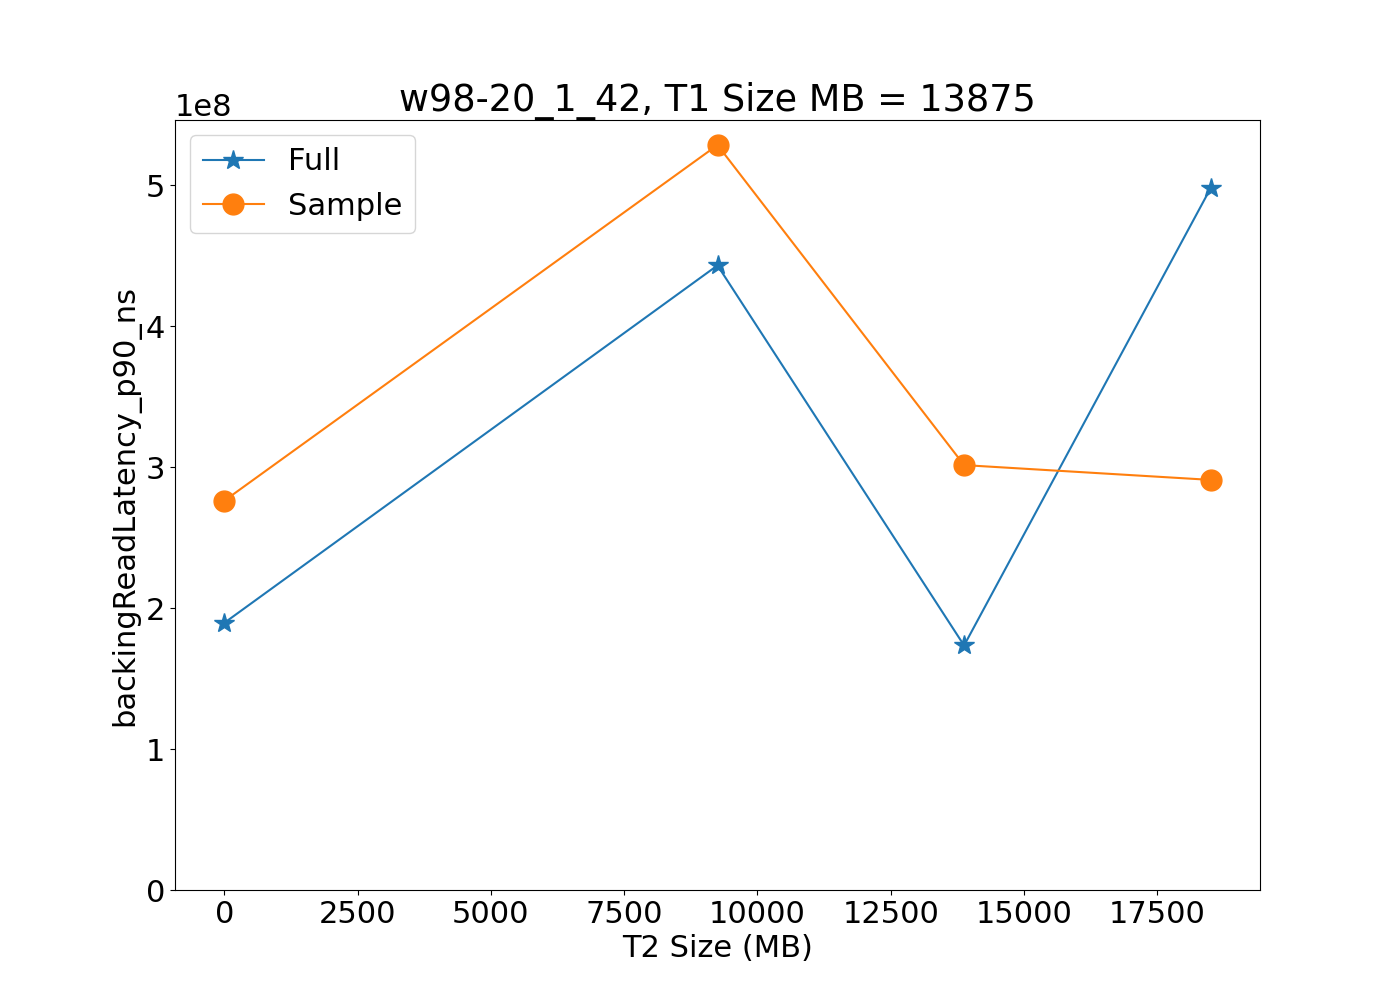 w98-20_1_42, T1 Size MB = 13875
1e8
Full
Sample
5
4
3
2
1
0
backingReadLatency_p90_ns
0 2500 5000 7500 10000 12500 15000 17500
T2 Size (MB)